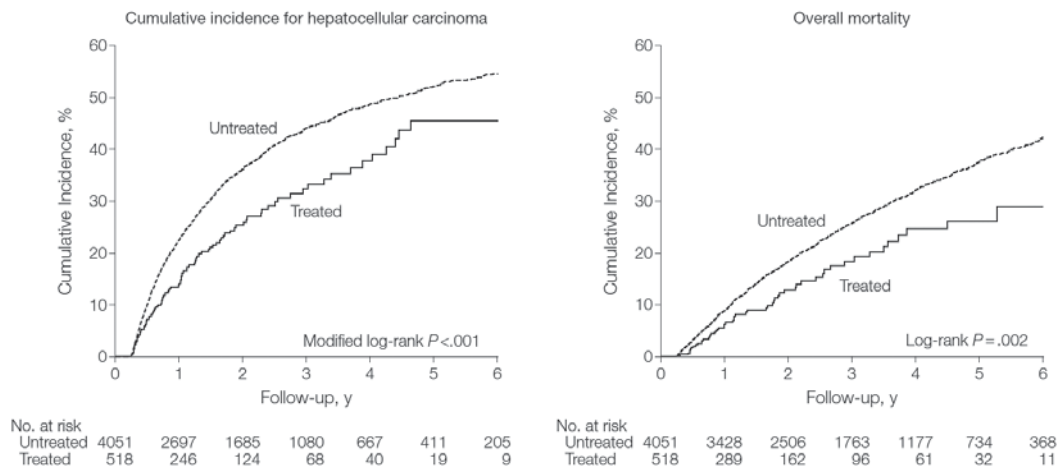 Cumulative incidence for hepatocellular carcinoma
60
50
40
30
20
10
0
Cumulative Incidence, %
Untreated
Treated
Modified log-rank P<.001
0 1 2 3 4 5 6
Follow-up, y
No. at risk
Untreated 4051 2697 1685 1080 667 411 205
Treated 518 246 124 68 40 19 9
Overall mortality
60
50
40
30
20
10
0
Cumulative Incidence, %
Untreated
Treated
Log-rank P=.002
0 1 2 3 4 5 6
Follow-up, y
No. at risk
Untreated 4051 3428 2506 1763 1177 734 368
Treated 518 289 162 96 61 32 11